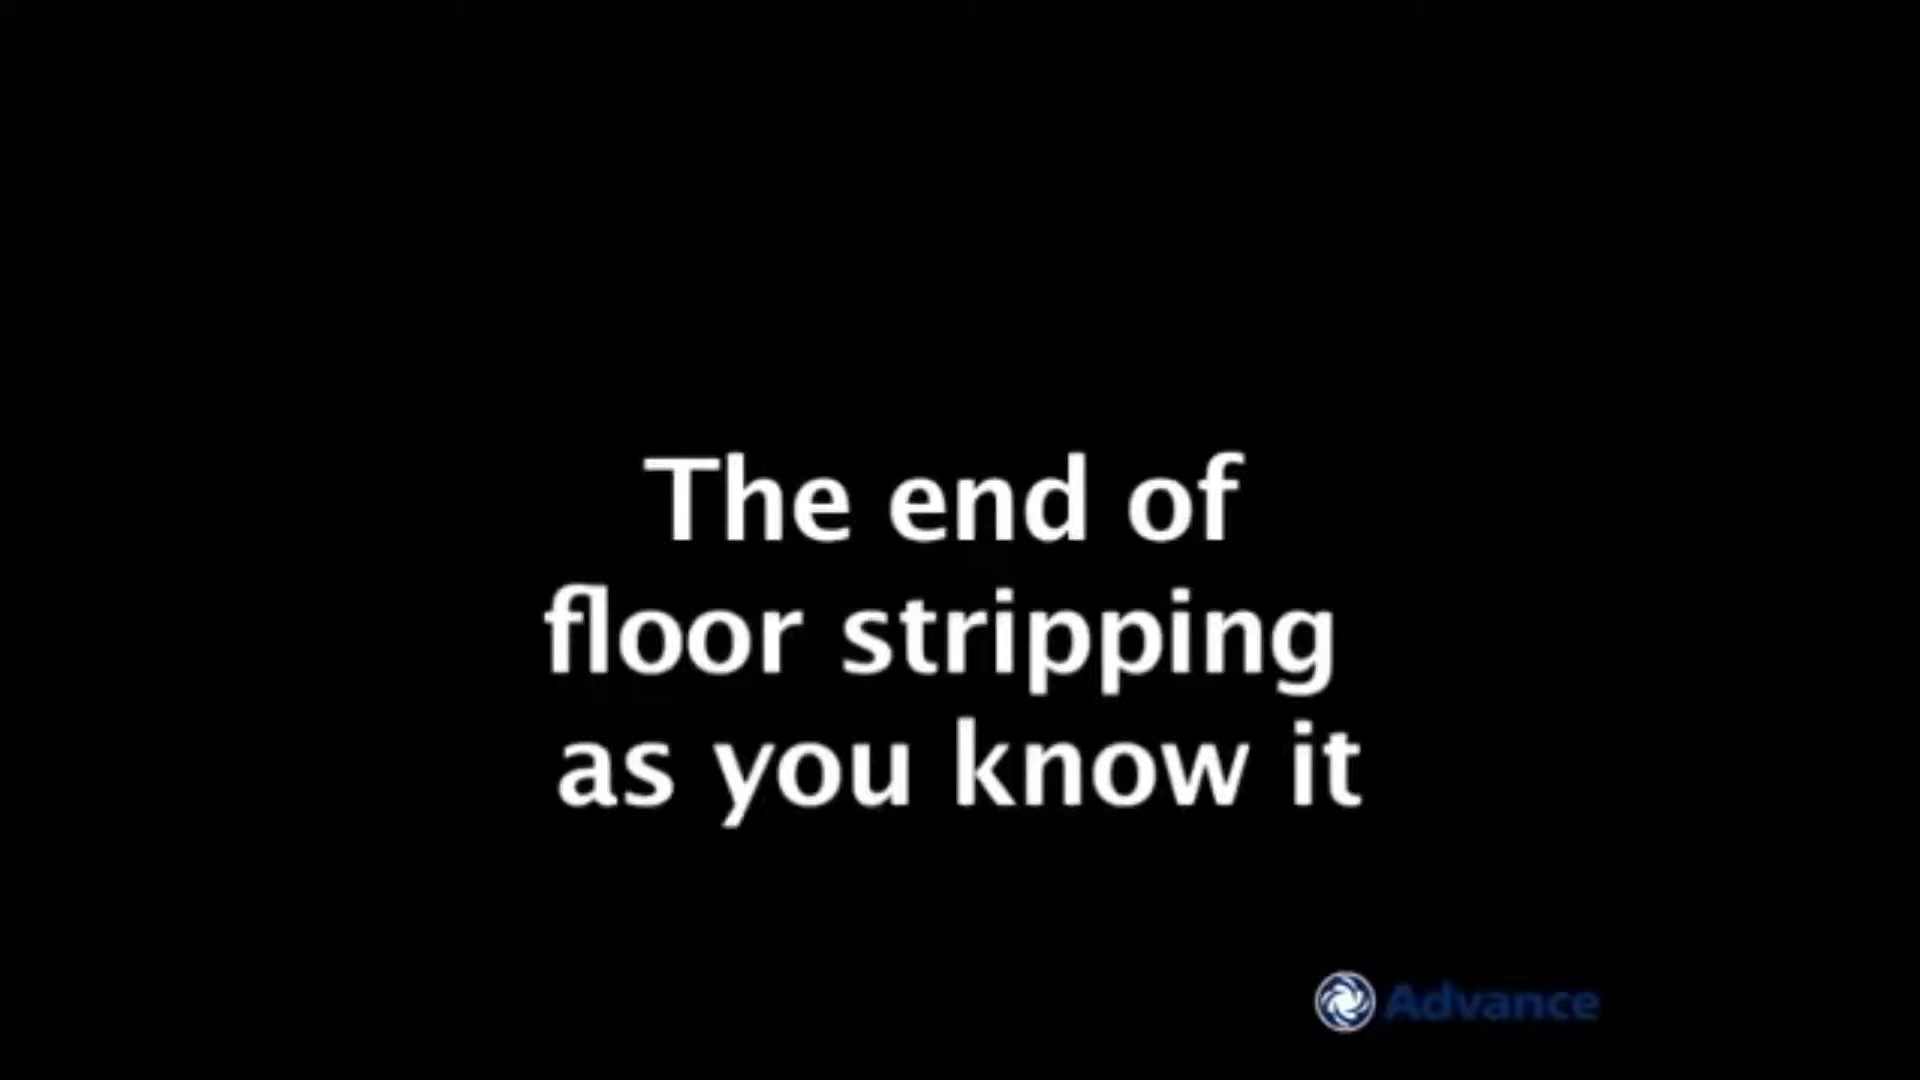 The end of
floor stripping
as you know it
Advance